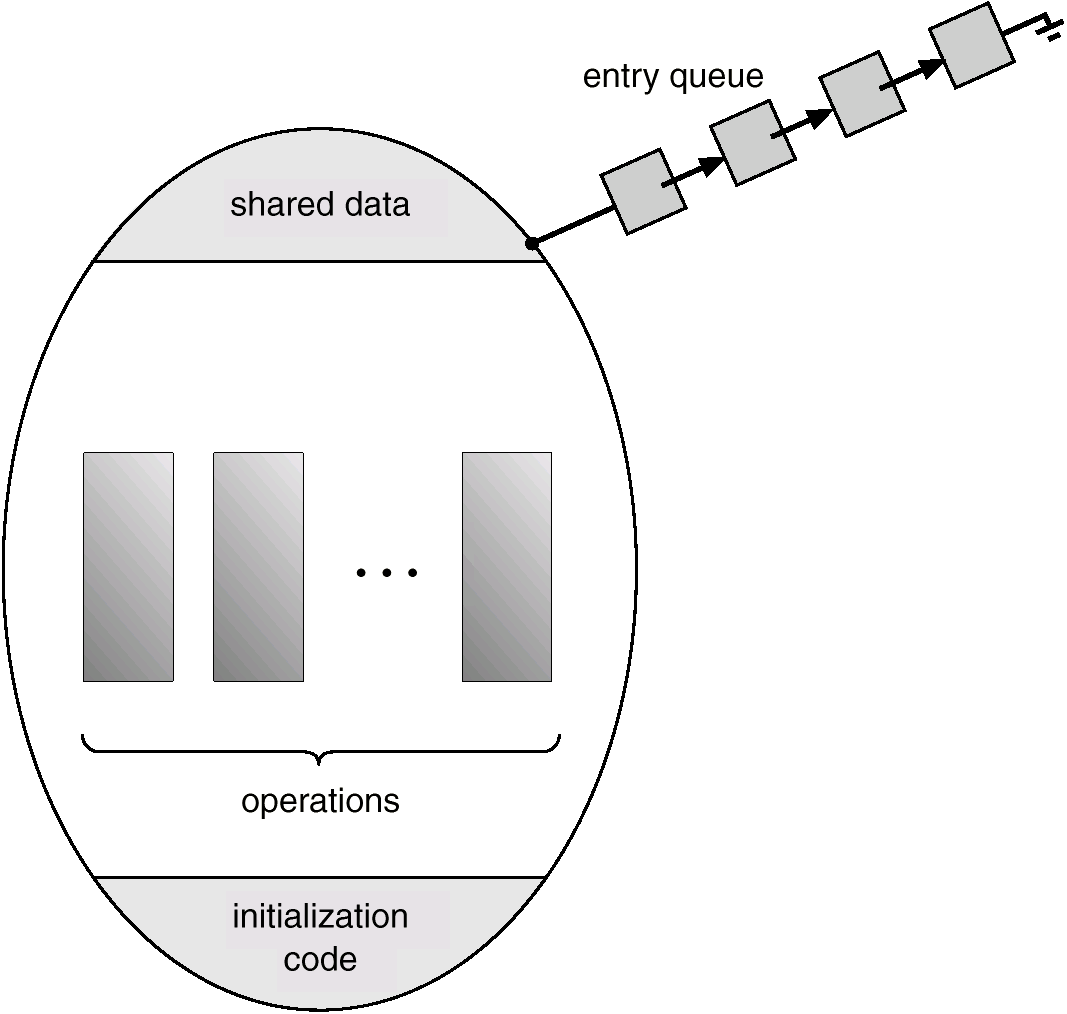 entry queue
shared data
. . .
operations
initialization
code